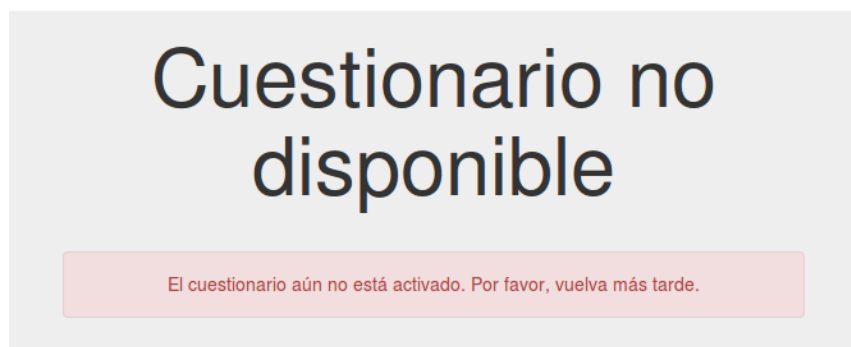 Cuestionario no
disponible
El cuestionario aún no está activado. Por favor, vuelva más tarde.